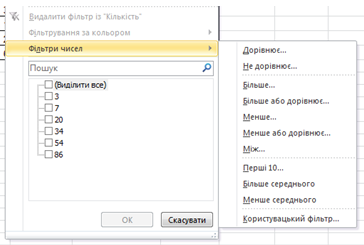 Видалити фільтр із "Кількість"
Фільтрування за кольором
Фільтри чисел
Пошук
(Виділити все)
3
7
20
34
54
86
ОК
Скасувати
Дорівнює...
Не дорівнює...
Більше...
Більше або дорівнює...
Менше...
Менше або дорівнює...
Між...
Перші 10...
Більше середнього
Менше середнього
Користувацький фільтр...